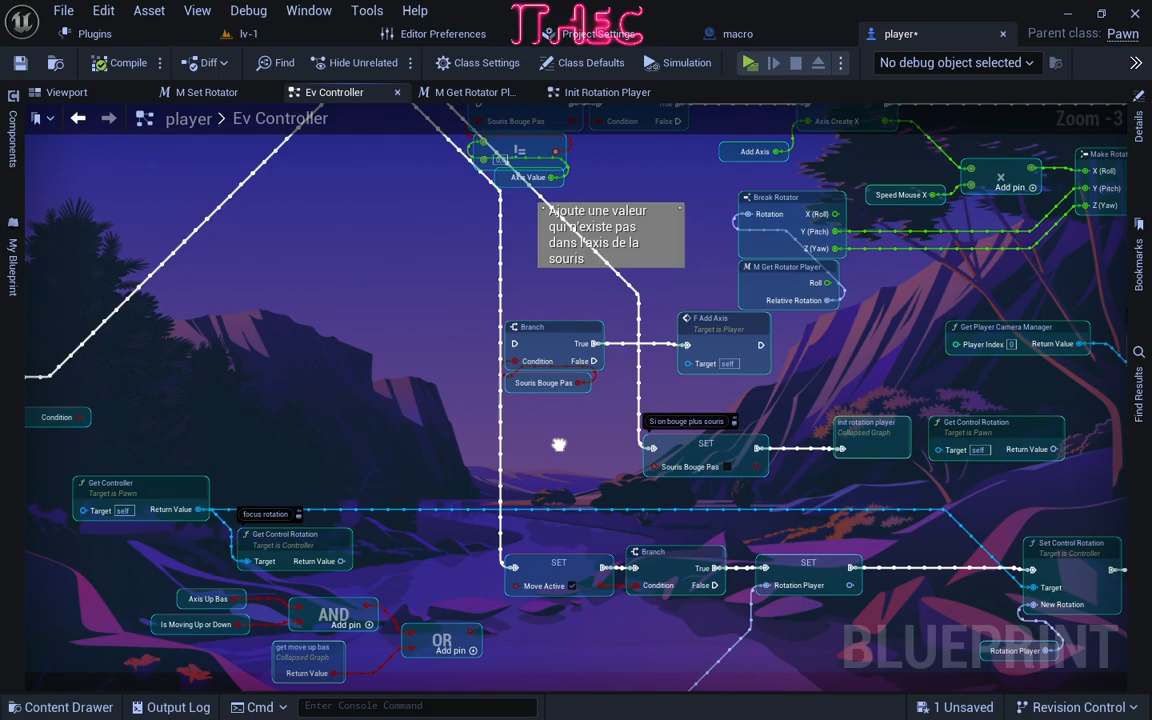 File Edit Asset View Debug Window Tools Help
THEC
Plugins lv-1 Editor Preferences Project Settings macro player* Parent class: Pawn
Compile Diff Find Hide Unrelated Class Settings Class Defaults Simulation No debug object selected
Viewport M Set Rotator Ev Controller M Get Rotator Pl... Init Rotation Player
player > Ev Controller Zoom -3
Components
My Blueprint
Details
Bookmarks
Find Results
Souris Bouge Pas
Condition False
Axis Create X
!=
0.0
Axis Value
Add Axis
Make Rotat
X (Roll)
Y (Pitch)
Z (Yaw)
Speed Mouse X
×
Add pin
Ajoute une valeur
qui n'existe pas
dans l'axis de la
souris
Break Rotator
Rotation X (Roll)
Y (Pitch)
Z (Yaw)
M Get Rotator Player
Roll
Relative Rotation
Branch
True
Condition False
Souris Bouge Pas
F Add Axis
Target is Player
Target self
Get Player Camera Manager
Player Index 0 Return Value
Condition
Si on bouge plus souris
SET
Souris Bouge Pas
init rotation player
Collapsed Graph
Get Control Rotation
Target is Pawn
Target self Return Value
Get Controller
Target is Pawn
Target self Return Value
focus rotation
Get Control Rotation
Target is Controller
Target Return Value
SET
Move Active
Branch
True
Condition False
SET
Rotation Player
Set Control Rotation
Target is Controller
Target
New Rotation
Rotation Player
Axis Up Bas
Is Moving Up or Down
AND
Add pin
get move up bas
Collapsed Graph
Return Value
OR
Add pin
BLUEPRINT
Content Drawer Output Log Cmd Enter Console Command 1 Unsaved Revision Control